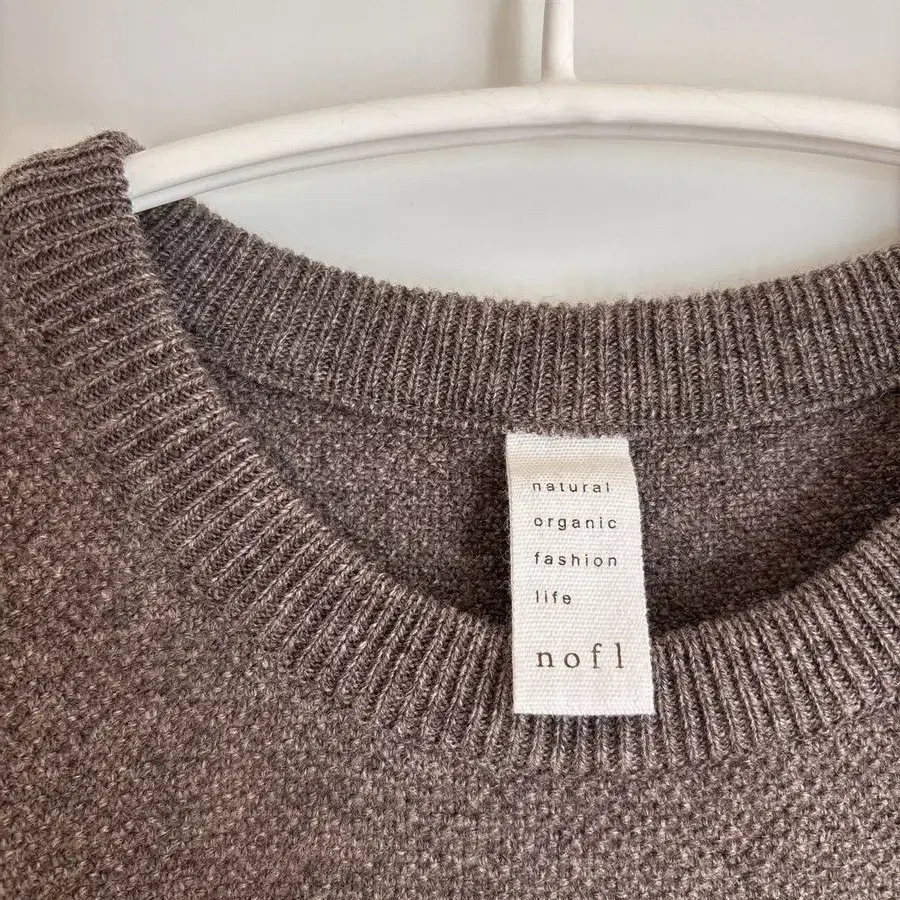 natural
organic
fashion
life
nofl